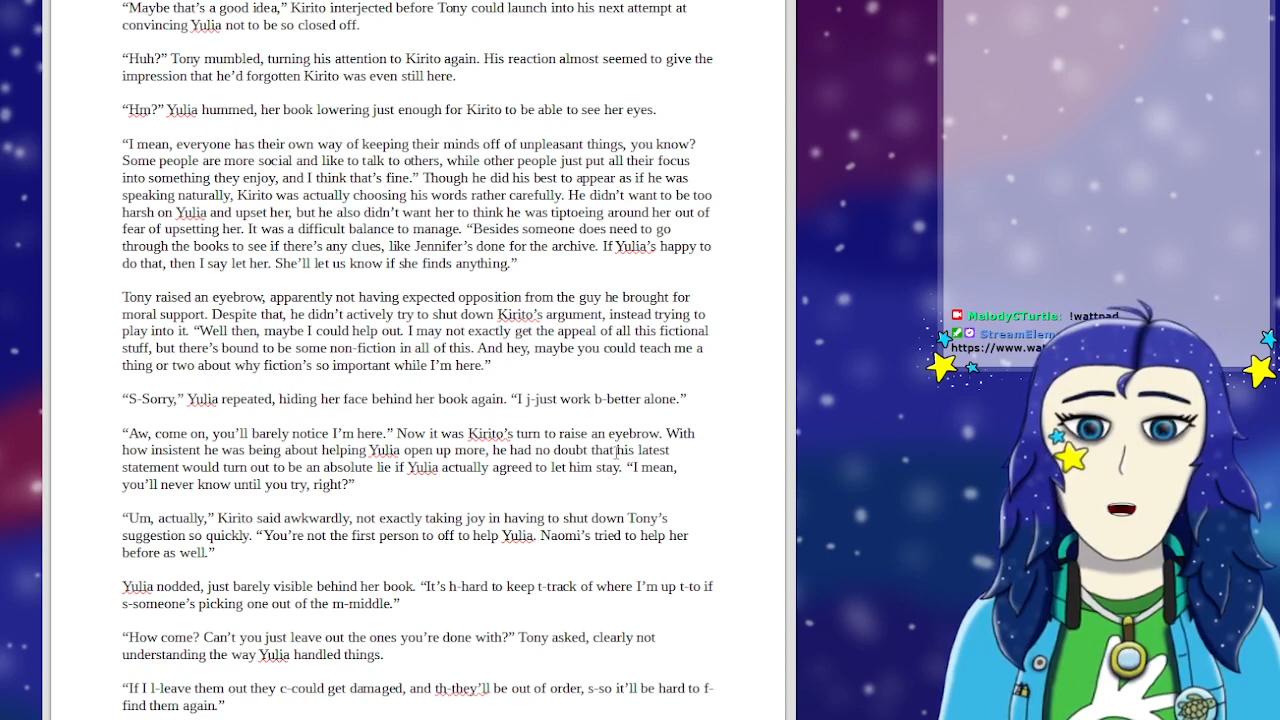 “Maybe that’s a good idea,” Kirito interjected before Tony could launch into his next attempt at
convincing Yulia not to be so closed off.
“Huh?” Tony mumbled, turning his attention to Kirito again. His reaction almost seemed to give the
impression that he’d forgotten Kirito was even still here.
“Hm?” Yulia hummed, her book lowering just enough for Kirito to be able to see her eyes.
“I mean, everyone has their own way of keeping their minds off of unpleasant things, you know?
Some people are more social and like to talk to others, while other people just put all their focus
into something they enjoy, and I think that’s fine.” Though he did his best to appear as if he was
speaking naturally, Kirito was actually choosing his words rather carefully. He didn’t want to be too
harsh on Yulia and upset her, but he also didn’t want her to think he was tiptoeing around her out of
fear of upsetting her. It was a difficult balance to manage. “Besides someone does need to go
through the books to see if there’s any clues, like Jennifer’s done for the archive. If Yulia’s happy to
do that, then I say let her. She’ll let us know if she finds anything.”
Tony raised an eyebrow, apparently not having expected opposition from the guy he brought for
moral support. Despite that, he didn’t actively try to shut down Kirito’s argument, instead trying to
play into it. “Well then, maybe I could help out. I may not exactly get the appeal of all this fictional
stuff, but there’s bound to be some non-fiction in all of this. And hey, maybe you could teach me a
thing or two about why fiction’s so important while I’m here.”
“S-Sorry,” Yulia repeated, hiding her face behind her book again. “I j-just work b-better alone.”
“Aw, come on, you’ll barely notice I’m here.” Now it was Kirito’s turn to raise an eyebrow. With
how insistent he was being about helping Yulia open up more, he had no doubt that his latest
statement would turn out to be an absolute lie if Yulia actually agreed to let him stay. “I mean,
you’ll never know until you try, right?”
“Um, actually,” Kirito said awkwardly, not exactly taking joy in having to shut down Tony’s
suggestion so quickly. “You’re not the first person to off to help Yulia. Naomi’s tried to help her
before as well.”
Yulia nodded, just barely visible behind her book. “It’s h-hard to keep t-track of where I’m up t-to if
s-someone’s picking one out of the m-middle.”
“How come? Can’t you just leave out the ones you’re done with?” Tony asked, clearly not
understanding the way Yulia handled things.
“If I l-leave them out they c-could get damaged, and th-they’ll be out of order, s-so it’ll be hard to f-
find them again.”
MelodyCTurtle: !wattpad
StreamElem
https://www.wat